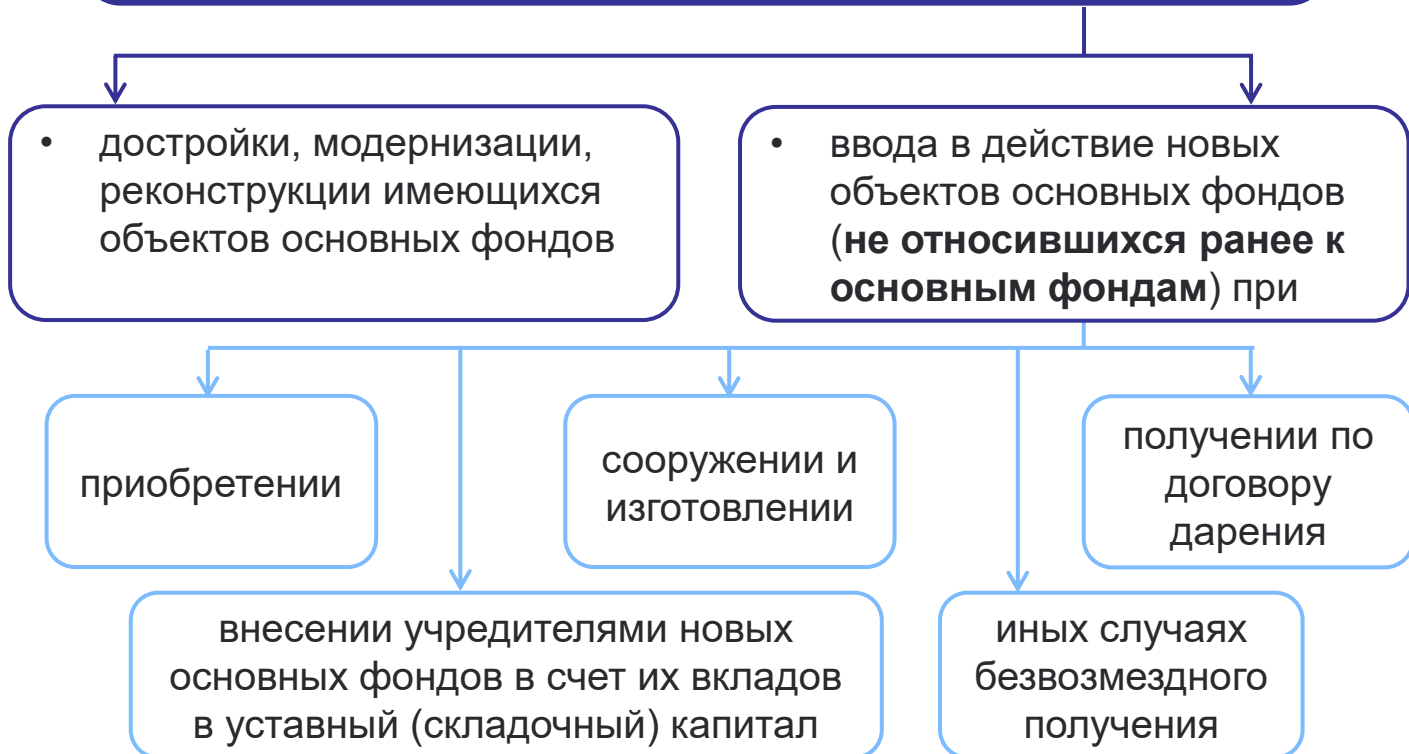 • достройки, модернизации,
реконструкции имеющихся
объектов основных фондов
• ввода в действие новых
объектов основных фондов
(не относившихся ранее к
основным фондам) при
приобретении
сооружении и
изготовлении
получении по
договору
дарения
внесении учредителями новых
основных фондов в счет их вкладов
в уставный (складочный) капитал
иных случаях
безвозмездного
получения